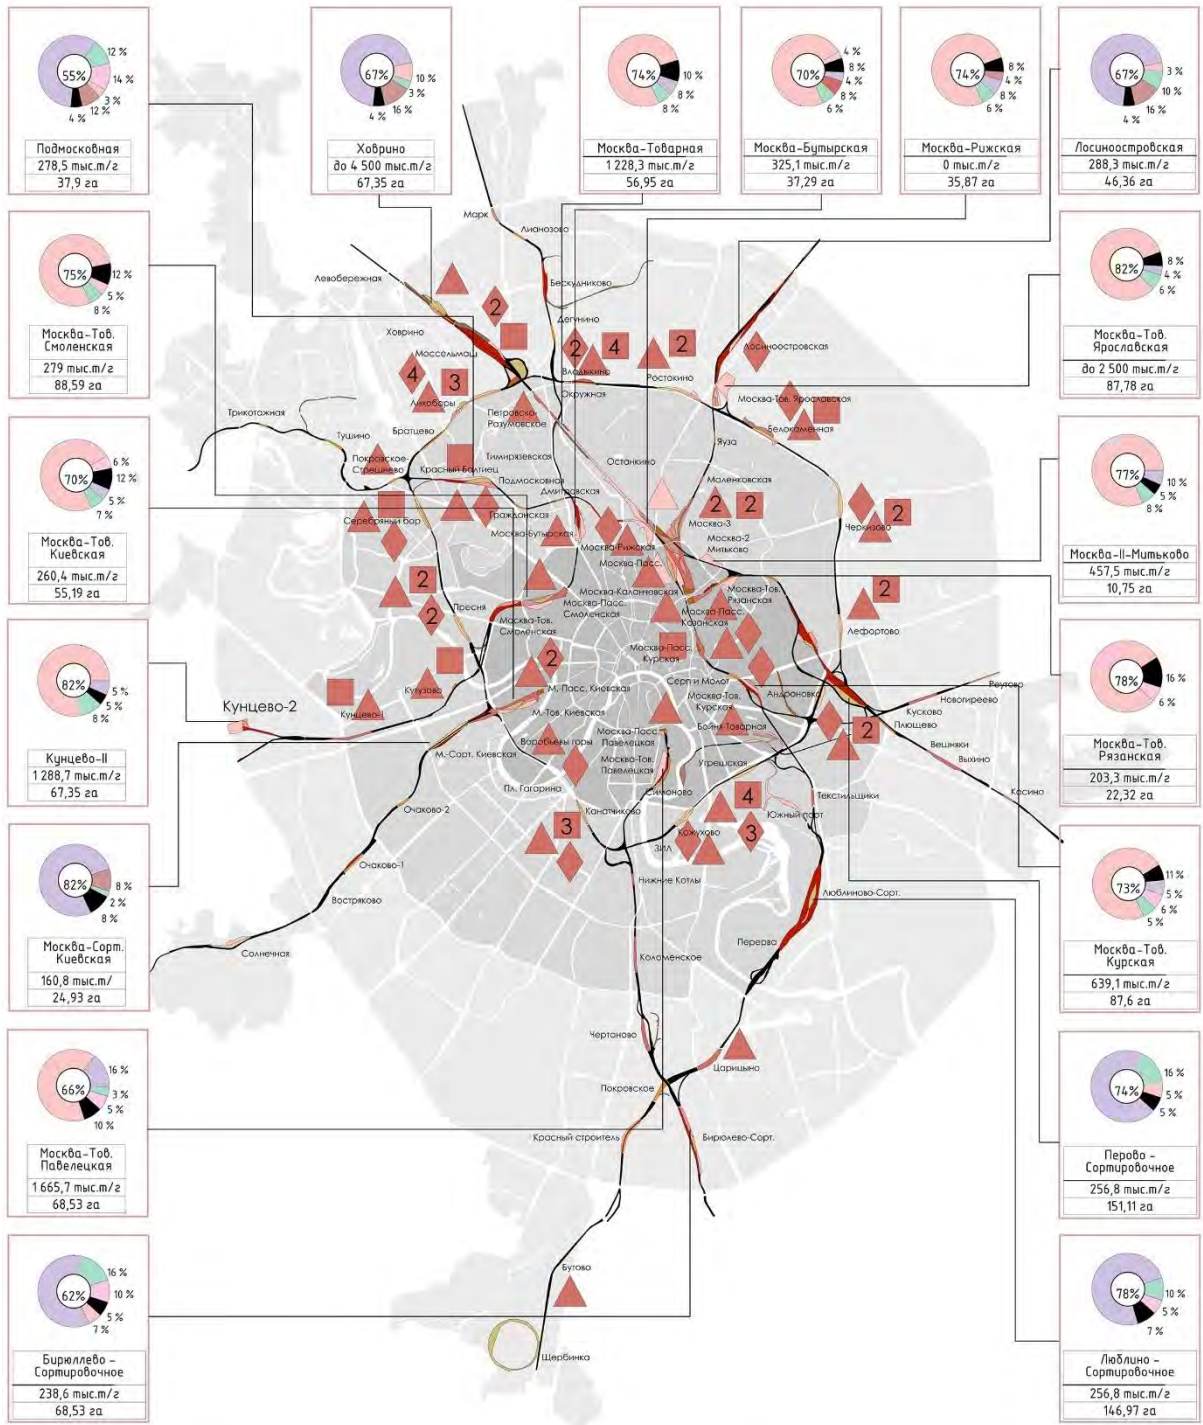 55%
12 %
14 %
3 %
12 %
4 %
Подмосковная
278,5 тыс.т/г
37,9 га
67%
10 %
3 %
16 %
4 %
Ховрино
до 4 500 тыс.т/г
67,35 га
74%
10 %
8 %
8 %
Москва-Товарная
1 228,3 тыс.т/г
56,95 га
70%
4 %
8 %
4 %
8 %
6 %
Москва-Бутырская
325,1 тыс.т/г
37,29 га
74%
8 %
4 %
8 %
6 %
Москва-Рижская
0 тыс.т/г
35,87 га
67%
3 %
10 %
16 %
4 %
Лосиноостровская
288,3 тыс.т/г
46,36 га
75%
12 %
5 %
8 %
Москва-Тов.
Смоленская
279 тыс.т/г
88,59 га
82%
8 %
4 %
6 %
Москва-Тов.
Ярославская
до 2 500 тыс.т/г
87,78 га
70%
6 %
12 %
5 %
7 %
Москва-Тов.
Киевская
260,4 тыс.т/г
55,19 га
77%
10 %
5 %
8 %
Москва-II-Митьково
457,5 тыс.т/г
10,75 га
82%
5 %
5 %
8 %
Кунцево-II
1 288,7 тыс.т/г
67,35 га
78%
16 %
6 %
Москва-Тов.
Рязанская
203,3 тыс.т/г
22,32 га
82%
8 %
2 %
8 %
Москва-Сорт.
Киевская
160,8 тыс.т/
24,93 га
73%
11 %
5 %
6 %
5 %
Москва-Тов.
Курская
639,1 тыс.т/г
87,6 га
66%
16 %
3 %
5 %
10 %
Москва-Тов.
Павелецкая
1 665,7 тыс.т/г
68,53 га
74%
16 %
5 %
5 %
Перово -
Сортировочное
256,8 тыс.т/г
151,11 га
62%
16 %
10 %
5 %
7 %
Бирюллево -
Сортировочное
238,6 тыс.т/г
68,53 га
78%
10 %
5 %
7 %
Люблино -
Сортировочное
256,8 тыс.т/г
146,97 га
Марк
Лианозово
Левобережная
Бескудниково
Дегунино
2
Ховрино
Моссельмаш
2
4
2
Лосиноостровская
Владыкино
Ростокино
4
3
Окружная
Лихоборы
Москва-Тов. Ярославская
Петровско-
Разумовское
Белокаменная
Трикотажная
Братцево
Тушино
Яуза
Покровское-
Стрешнево
Красный Балтиец
Тимирязевская
Останкино
Подмосковная
Маленковская
Дмитровская
2
2
Гражданская
Серебряный бор
Москва-3
2
Черкизово
Москва-Бутырская
Москва-Рижская
Москва-2
Митьково
Москва-Пасс.
2
Москва-Каланчевская
Москва-Тов.
Рязанская
2
2
Пресня
Москва-Пасс.
Смоленская
Москва-Пасс.
Казанская
Лефортово
Москва-Тов.
Смоленская
Москва-Пасс.
Курская
2
Серп и Молот
Кутузово
М. Пасс. Киевская
Андроновка
Реутово
Новогиреево
Кунцево-1
Кунцево-2
М.-Тов. Киевская
Москва-Тов.
Курская
Кусково
Плющево
Москва-Пасс.
Павелецкая
Бойня-Товарная
2
Воробьевы горы
Вешняки
М.-Сорт. Киевская
Москва-Тов.
Павелецкая
Угрешская
Выхино
Пл. Гагарина
Симоново
Текстильщики
Косино
4
Очаково-2
Канатчиково
Южный порт
3
Кожухово
3
ЗИЛ
Очаково-1
Нижние Котлы
Люблиново-Сорт.
Востряково
Перерва
Солнечная
Коломенское
Чертаново
Царицыно
Покровское
Красный строитель
Бирюлево-Сорт.
Бутово
Щербинка